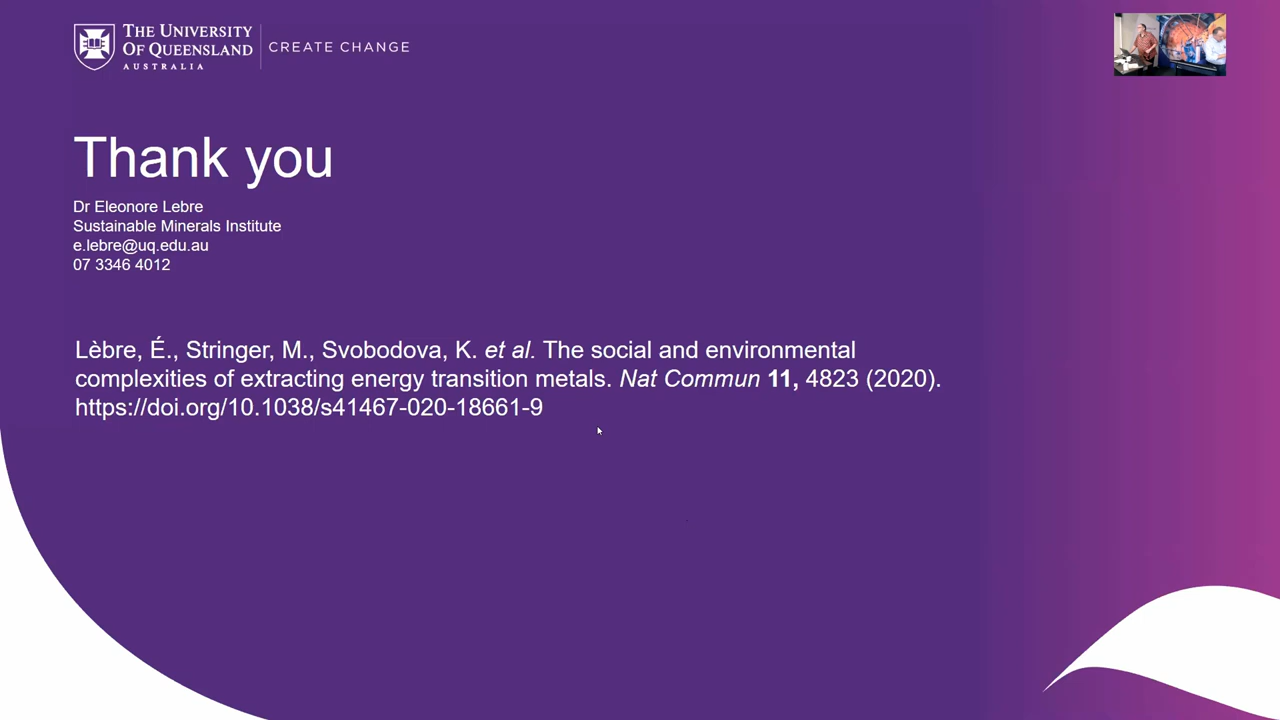 THE UNIVERSITY
OF QUEENSLAND
AUSTRALIA
CREATE CHANGE
Thank you
Dr Eleonore Lebre
Sustainable Minerals Institute
e.lebre@uq.edu.au
07 3346 4012
Lèbre, É., Stringer, M., Svobodova, K. et al. The social and environmental
complexities of extracting energy transition metals. Nat Commun 11, 4823 (2020).
https://doi.org/10.1038/s41467-020-18661-9